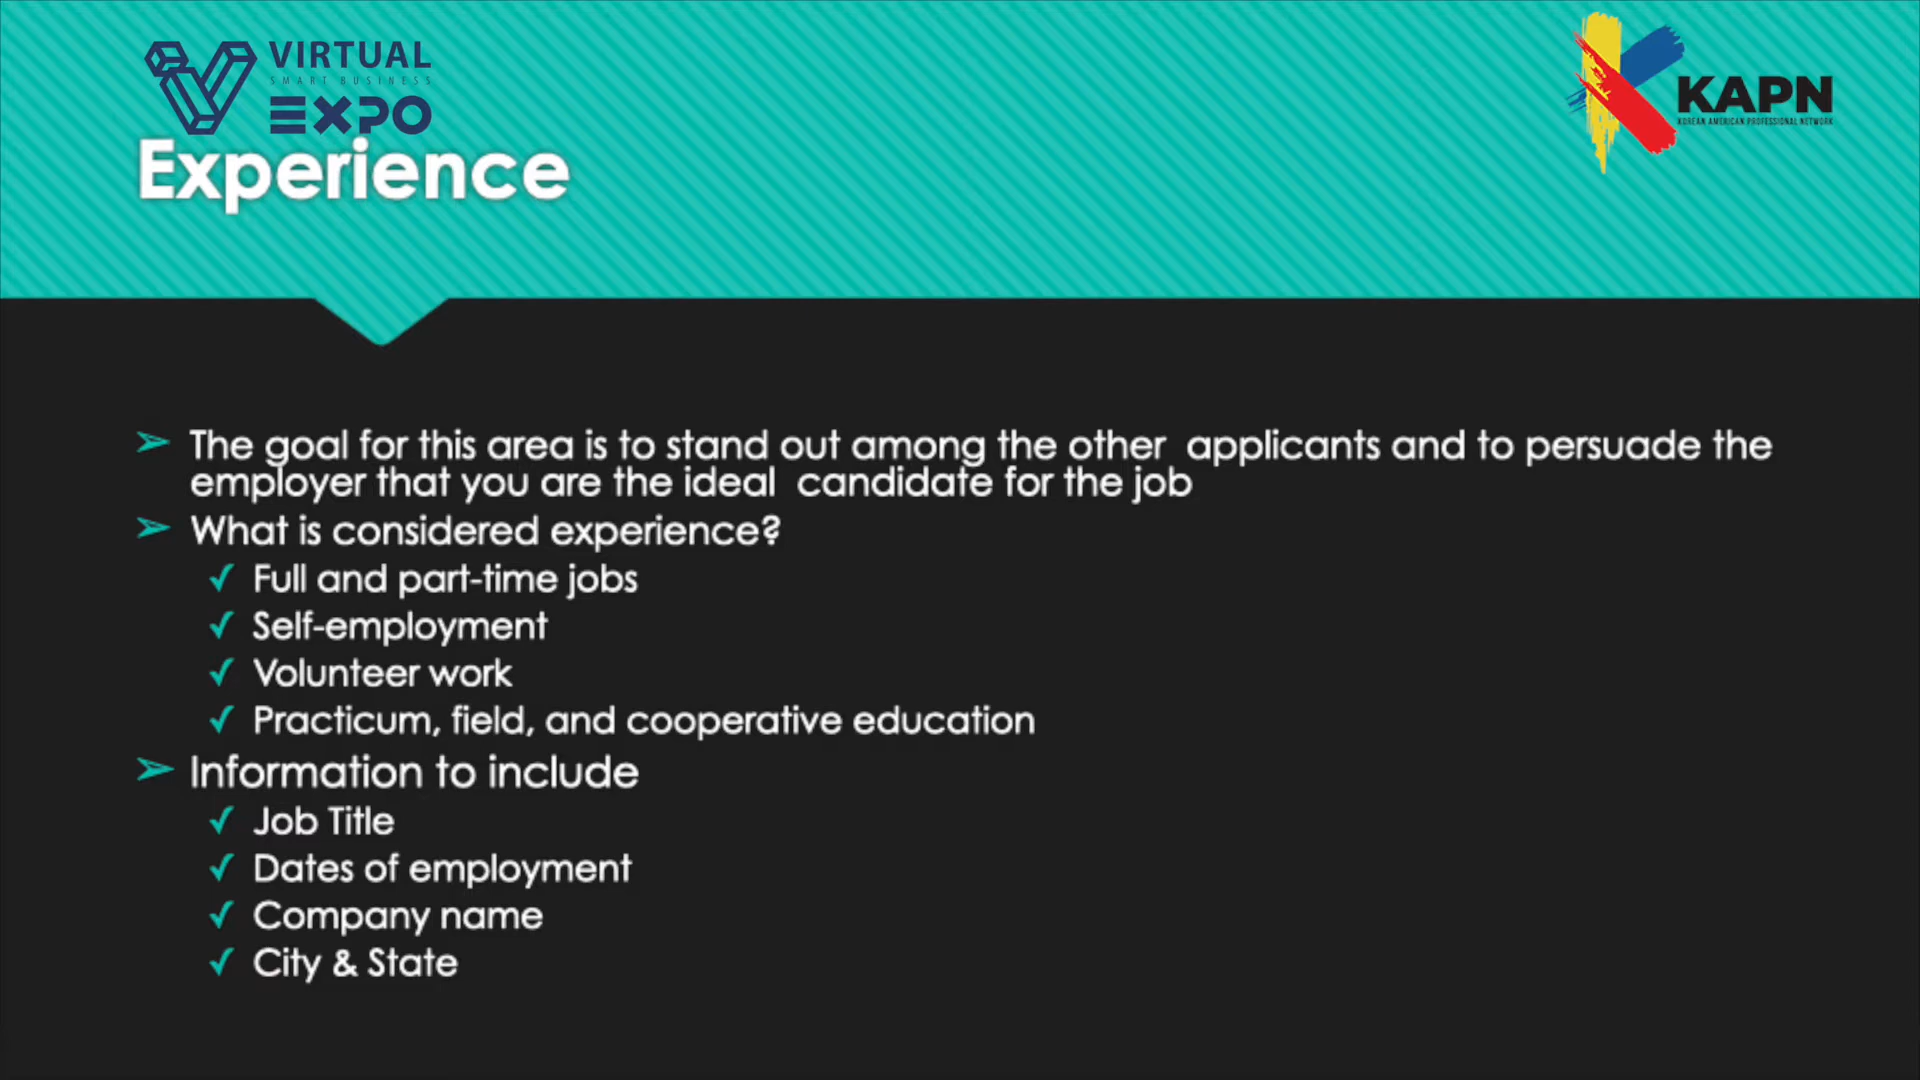 VIRTUAL
SMART BUSINESS
EXPO
KAPN
KOREAN AMERICAN PROFESSIONAL NETWORK
Experience
➢ The goal for this area is to stand out among the other applicants and to persuade the
employer that you are the ideal candidate for the job
➢ What is considered experience?
✓ Full and part-time jobs
✓ Self-employment
✓ Volunteer work
✓ Practicum, field, and cooperative education
➢ Information to include
✓ Job Title
✓ Dates of employment
✓ Company name
✓ City & State